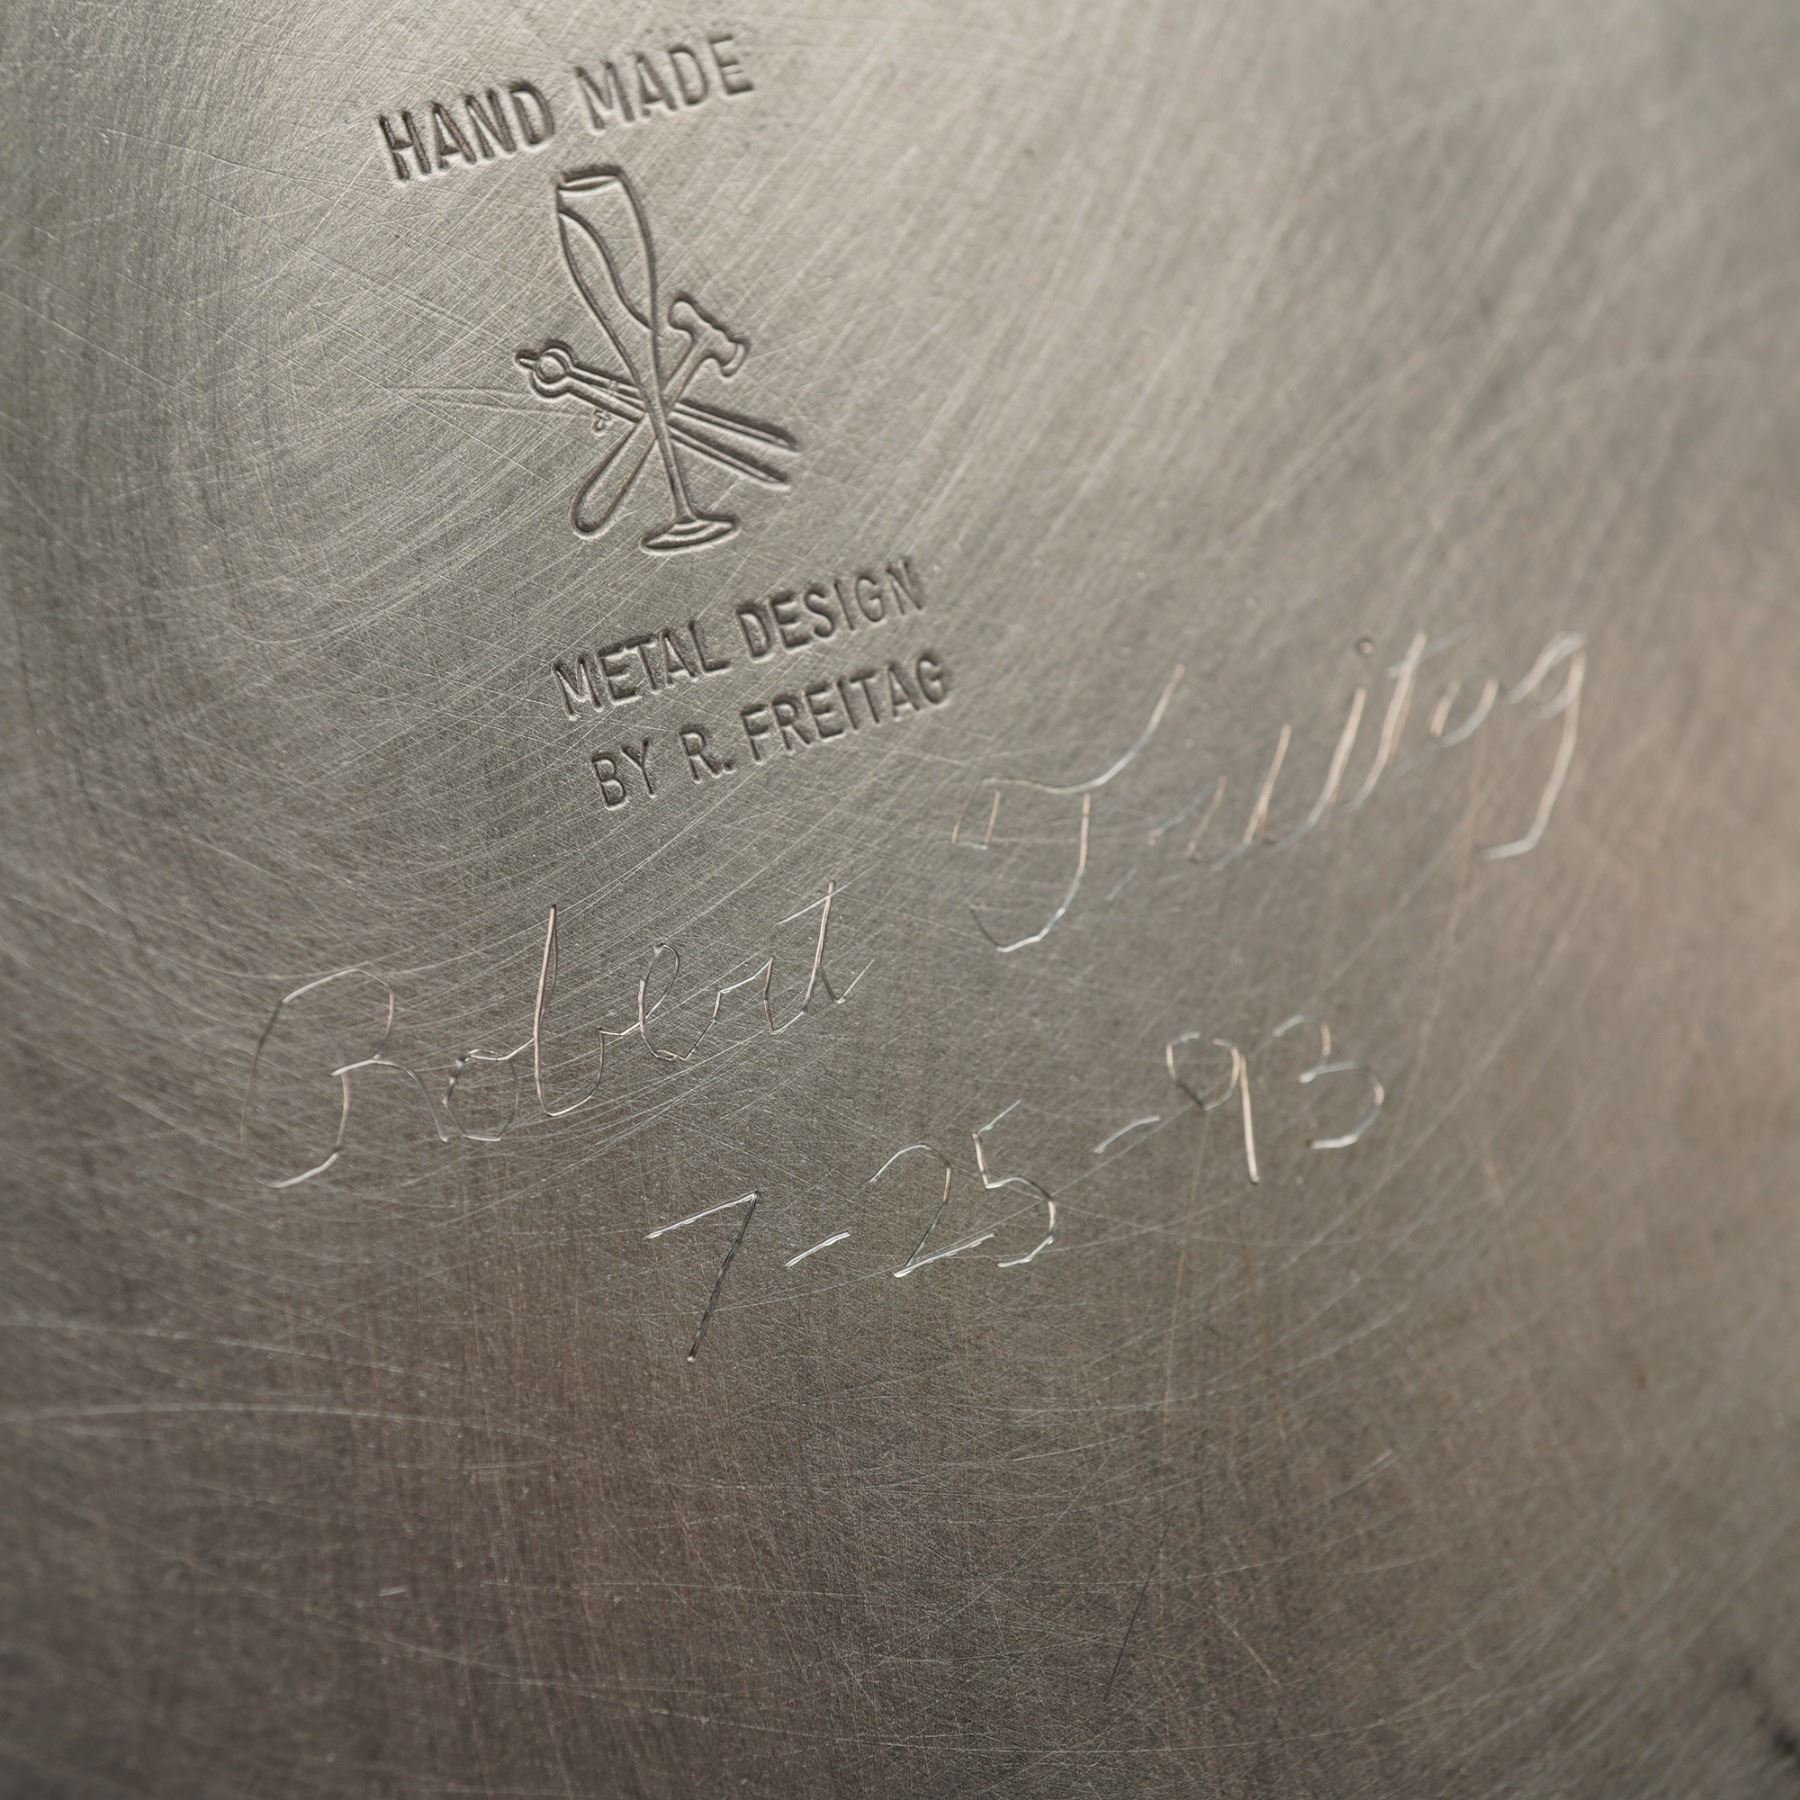 HAND MADE
METAL DESIGN
BY R. FREITAG
Robert Freitag
7-25-93